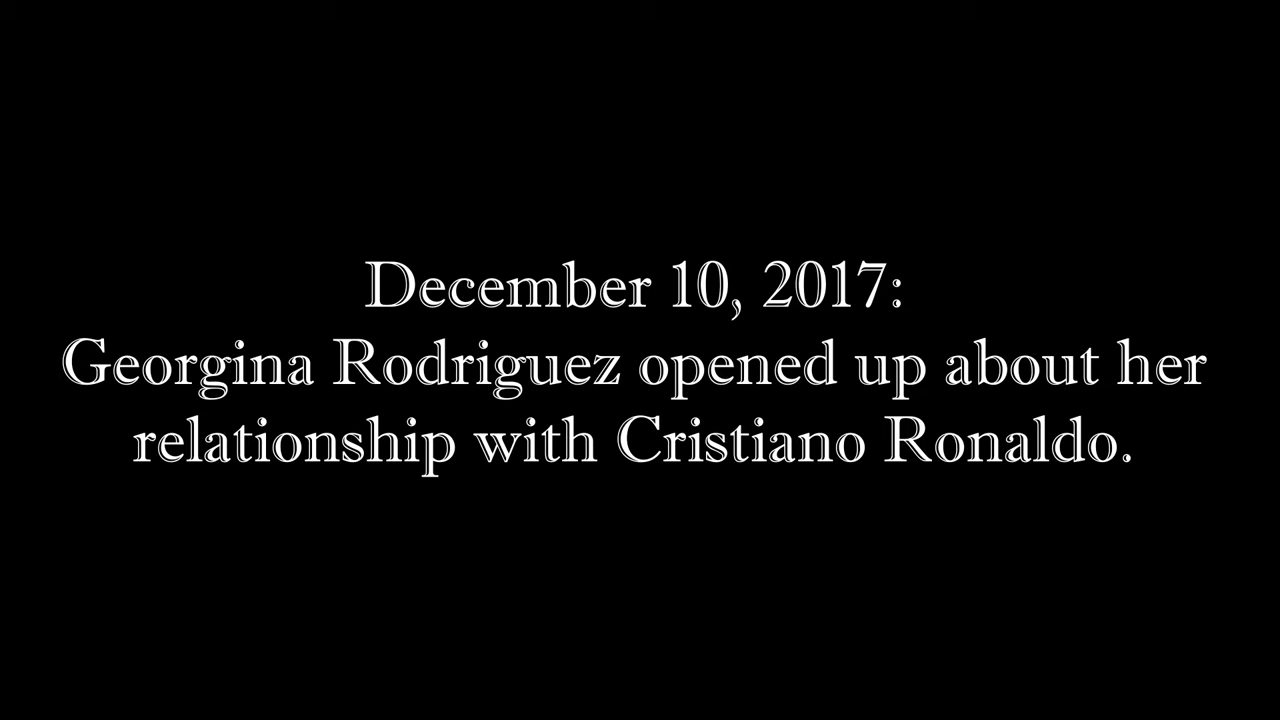 December 10, 2017:
Georgina Rodriguez opened up about her
relationship with Cristiano Ronaldo.